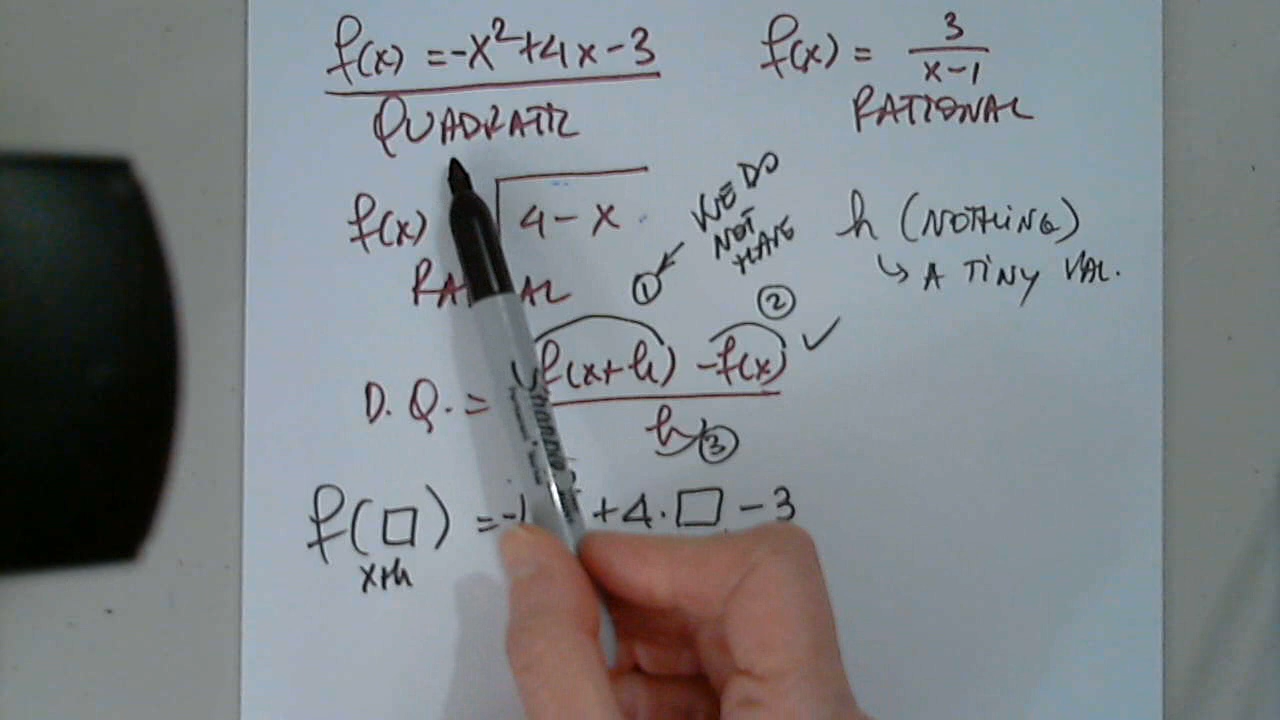 f(x) = -x²+4x-3
QUADRATIC
f(x) = 3/(x-1)
RATIONAL
f(x) √4-x
① WE DO
NOT
HAVE
h (NOTHING)
↳ A TINY VAL.
②
D. Q. = (f(x+h) - f(x))/h ✓
③
f(□) = -1 +4·□ - 3
x+h